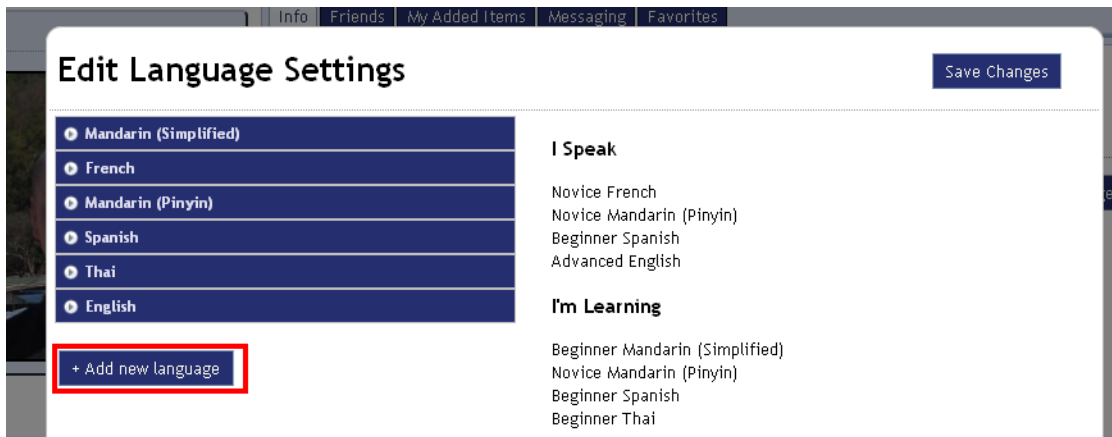 Info Friends My Added Items Messaging Favorites
Edit Language Settings
Save Changes
Mandarin (Simplified)
French
Mandarin (Pinyin)
Spanish
Thai
English
+ Add new language
I Speak
Novice French
Novice Mandarin (Pinyin)
Beginner Spanish
Advanced English
I'm Learning
Beginner Mandarin (Simplified)
Novice Mandarin (Pinyin)
Beginner Spanish
Beginner Thai